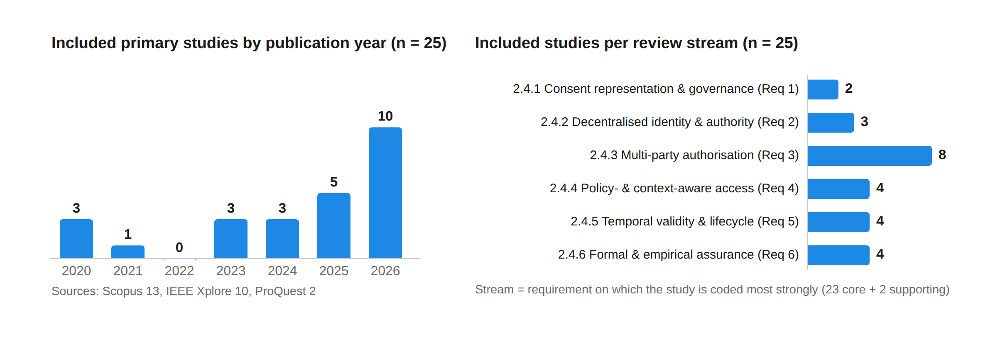 Included primary studies by publication year (n = 25)
10
5
3
3
3
1
0
2020 2021 2022 2023 2024 2025 2026
Sources: Scopus 13, IEEE Xplore 10, ProQuest 2
Included studies per review stream (n = 25)
2.4.1 Consent representation & governance (Req 1) 2
2.4.2 Decentralised identity & authority (Req 2) 3
2.4.3 Multi-party authorisation (Req 3) 8
2.4.4 Policy- & context-aware access (Req 4) 4
2.4.5 Temporal validity & lifecycle (Req 5) 4
2.4.6 Formal & empirical assurance (Req 6) 4
Stream = requirement on which the study is coded most strongly (23 core + 2 supporting)